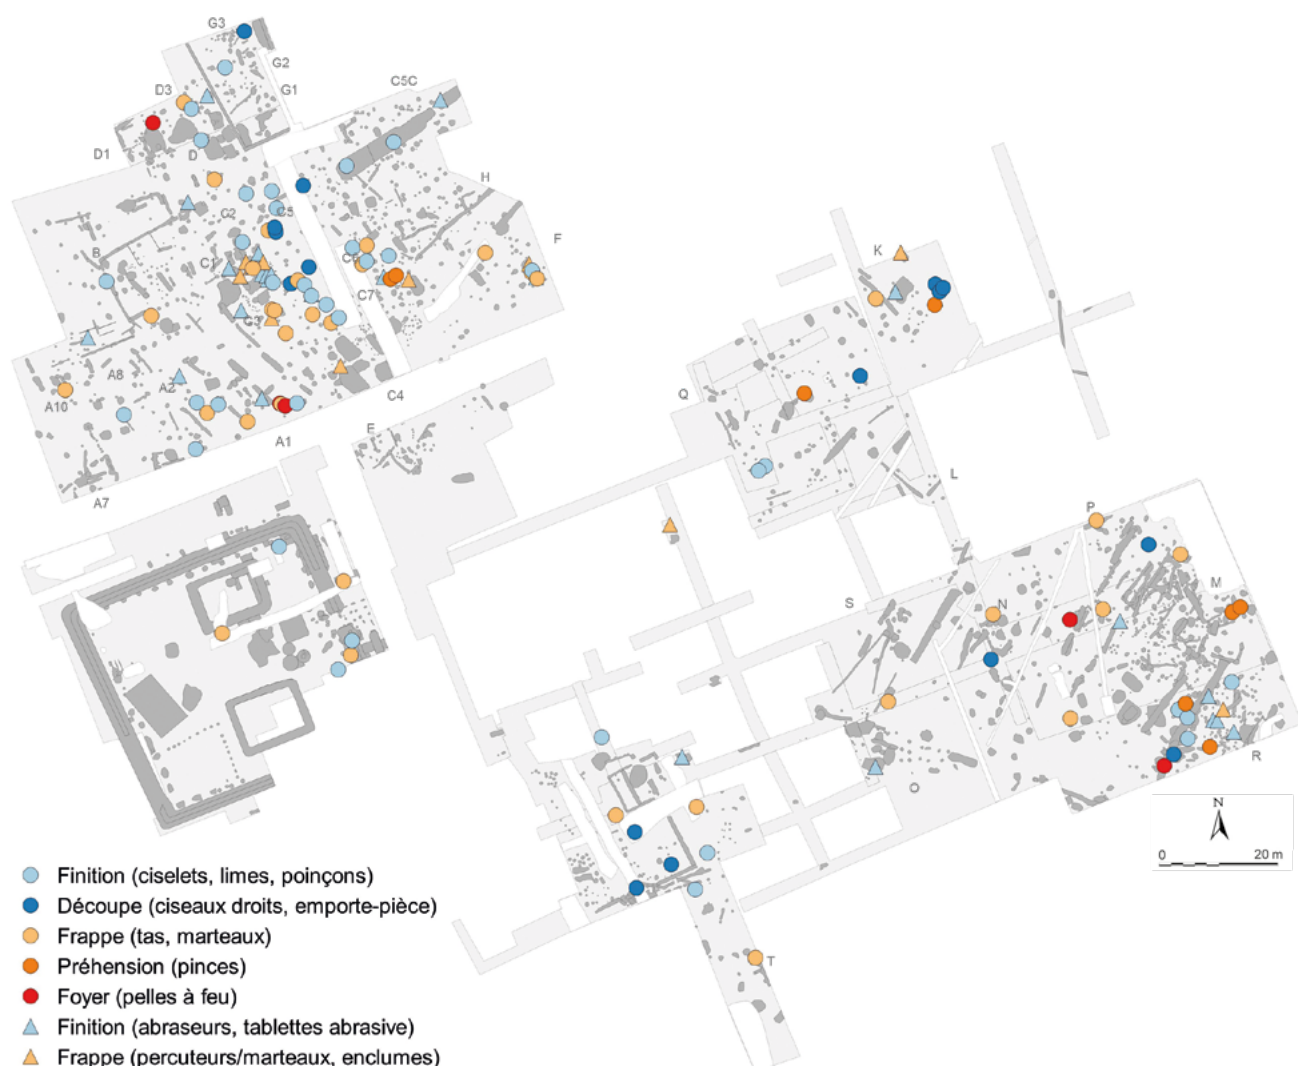 G3
G2
D3
G1
C5C
D1
D
H
C2
C5
F
B
C1
C6
K
C7
C3
A8
A2
A10
C4
Q
E
A1
A7
L
P
S
N
M
O
R
T
N
0 20 m
Finition (ciselets, limes, poinçons)
Découpe (ciseaux droits, emporte-pièce)
Frappe (tas, marteaux)
Préhension (pinces)
Foyer (pelles à feu)
Finition (abraseurs, tablettes abrasive)
Frappe (percuteurs/marteaux, enclumes)